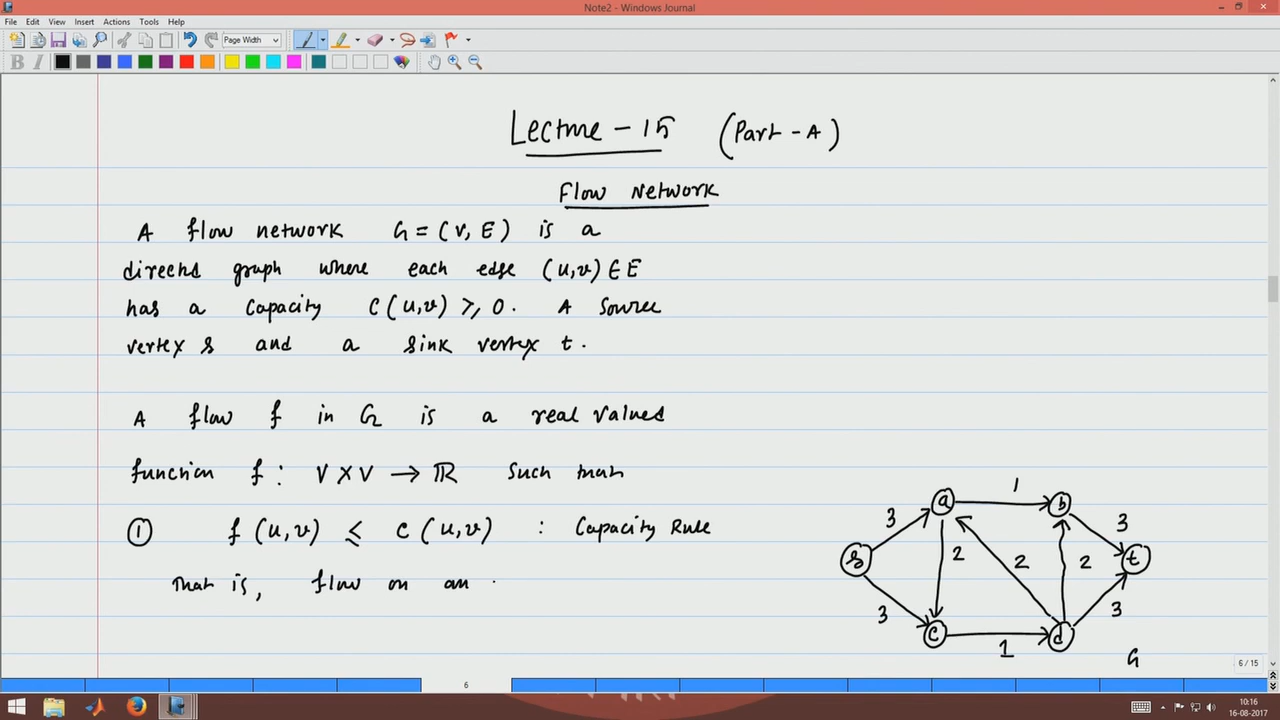 Note2 - Windows Journal
File Edit View Insert Actions Tools Help
Page Width
B I
Lecture - 15 (Part - A)
Flow Network
A flow network G = (V, E) is a
directed graph where each edge (u,v) ∈ E
has a capacity C(u,v) ≥ 0. A source
vertex s and a sink vertex t.
A flow f in G is a real valued
function f : V X V → ℝ such that
① f(u,v) ≤ C(u,v) : Capacity Rule
That is, flow on an
1
a b
3 3
s 2 2 2 t
3 3
c d
1
G
6 / 15
6
10:16
16-08-2017